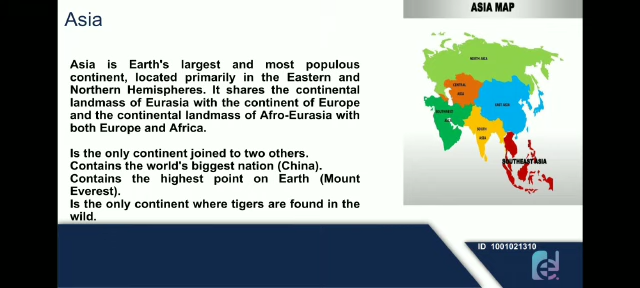 Asia
ASIA MAP
Asia is Earth's largest and most populous
continent, located primarily in the Eastern and
Northern Hemispheres. It shares the continental
landmass of Eurasia with the continent of Europe
and the continental landmass of Afro-Eurasia with
both Europe and Africa.
Is the only continent joined to two others.
Contains the world's biggest nation (China).
Contains the highest point on Earth (Mount
Everest).
Is the only continent where tigers are found in the
wild.
NORTH ASIA
CENTRAL
ASIA
EAST ASIA
SOUTH
ASIA
SOUTHEAST ASIA
ID 1001021310